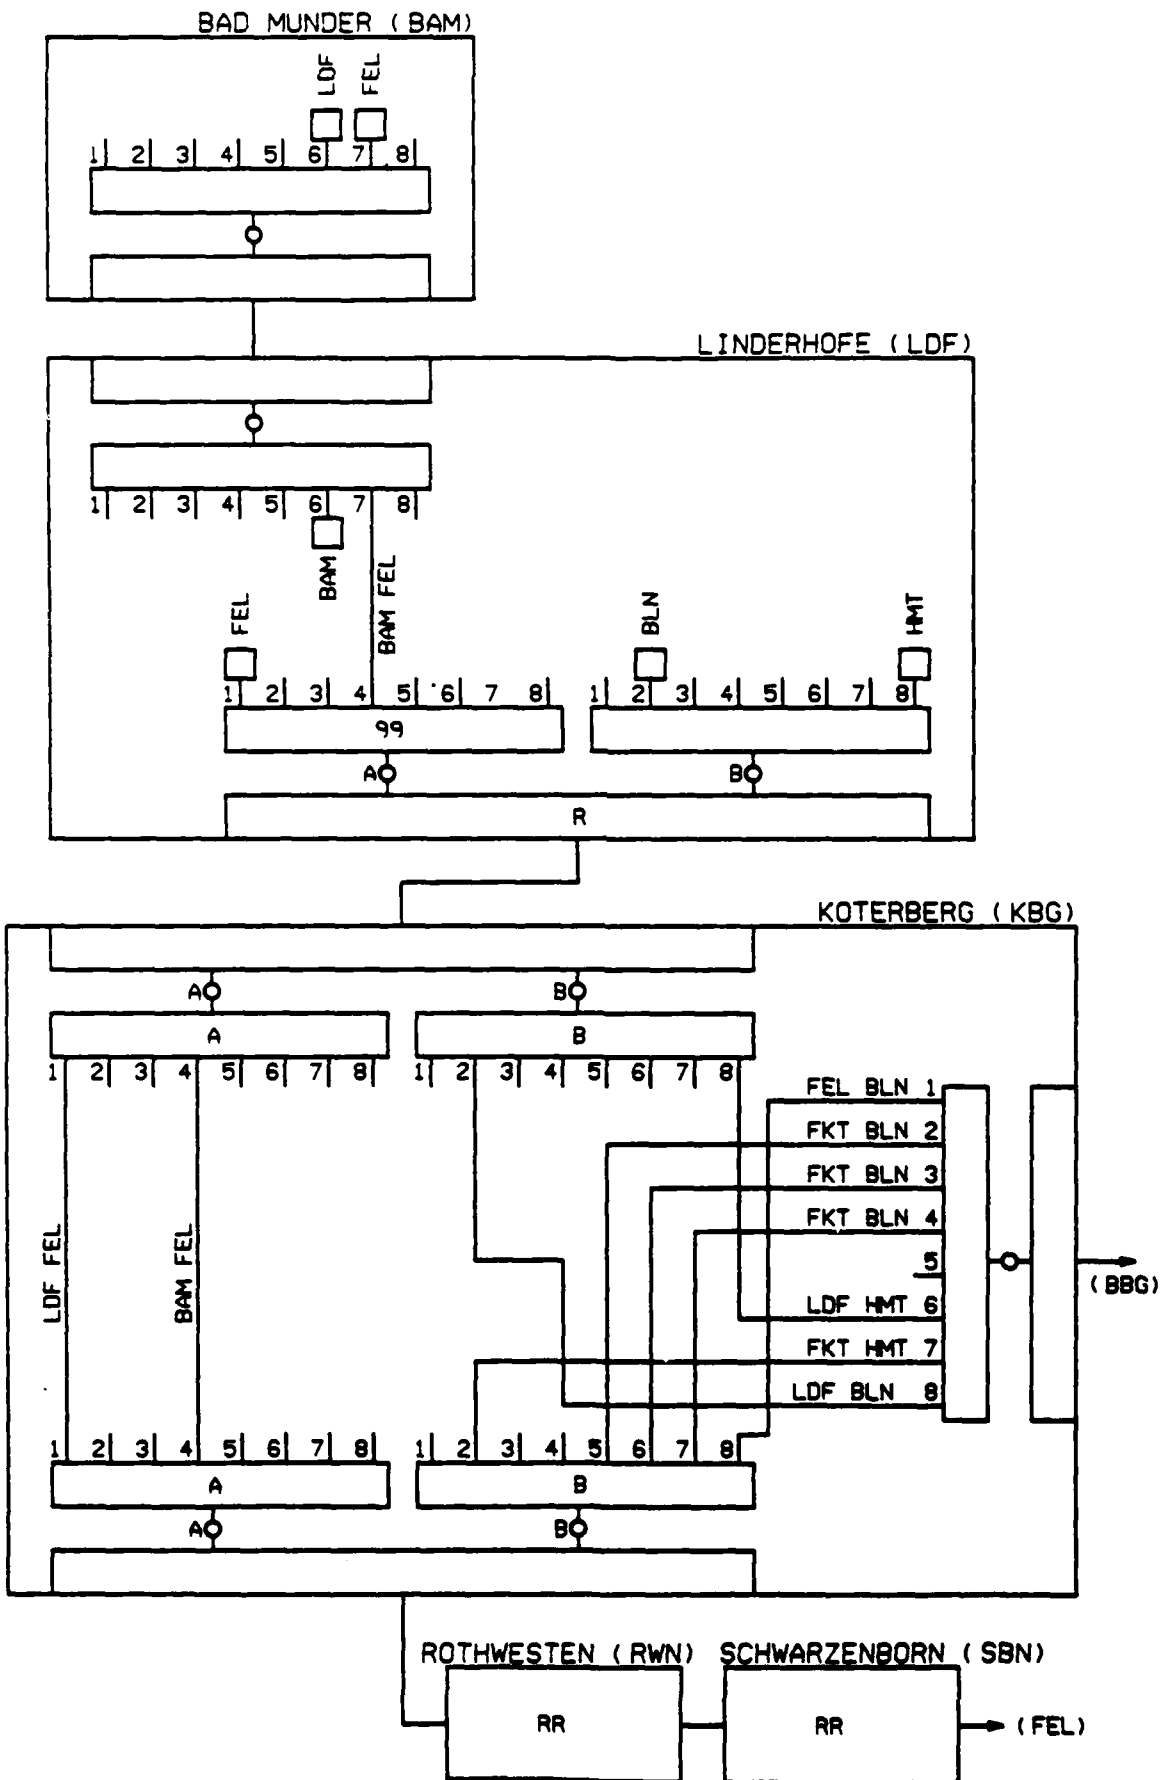 BAD MUNDER (BAM)
LDF
FEL
1 2 3 4 5 6 7 8
LINDERHOFE (LDF)
1 2 3 4 5 6 7 8
BAM
BAM FEL
FEL
BLN
HMT
1 2 3 4 5 6 7 8
1 2 3 4 5 6 7 8
99
A
B
R
KOTERBERG (KBG)
A
B
A
B
1 2 3 4 5 6 7 8
1 2 3 4 5 6 7 8
FEL BLN 1
FKT BLN 2
FKT BLN 3
FKT BLN 4
5
(BBG)
LDF HMT 6
FKT HMT 7
LDF BLN 8
LDF FEL
BAM FEL
1 2 3 4 5 6 7 8
1 2 3 4 5 6 7 8
A
B
A
B
ROTHWESTEN (RWN)
SCHWARZENBORN (SBN)
RR
RR
(FEL)